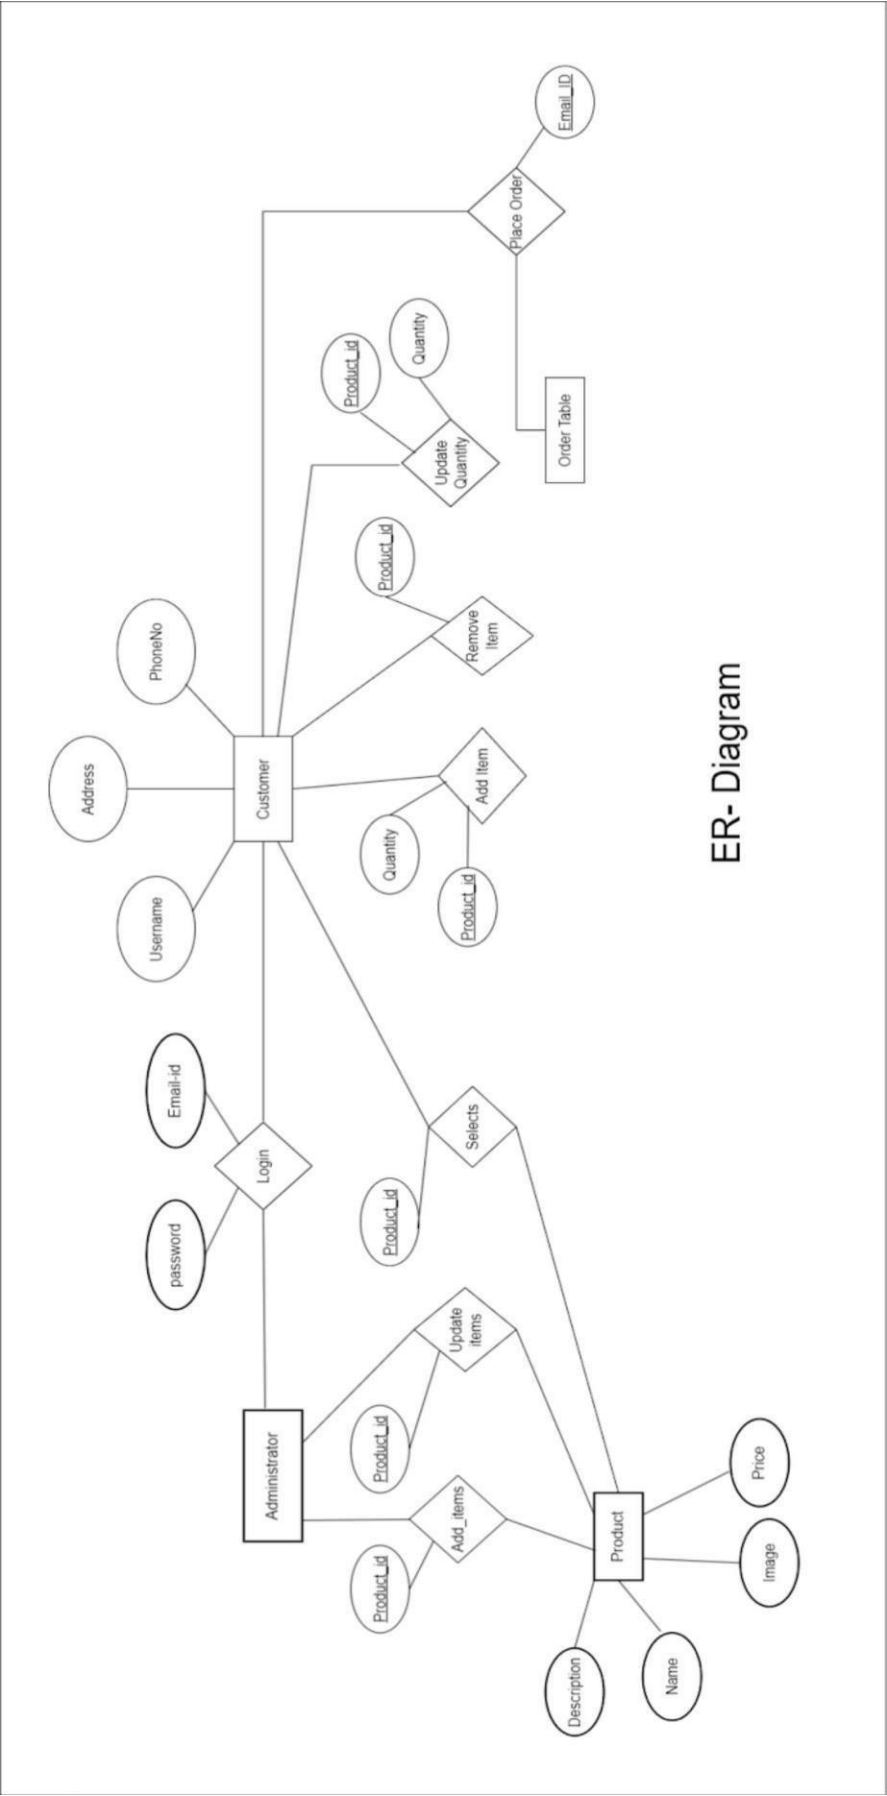 Address
Username
PhoneNo
password
Email-id
Administrator
Login
Customer
Product_id
Product_id
Product_id
Quantity
Product_id
Product_id
Quantity
Add_items
Update
items
Selects
Product_id
Add Item
Remove
Item
Update
Quantity
Place Order
Email_ID
Description
Product
Order Table
Name
Image
Price
ER- Diagram